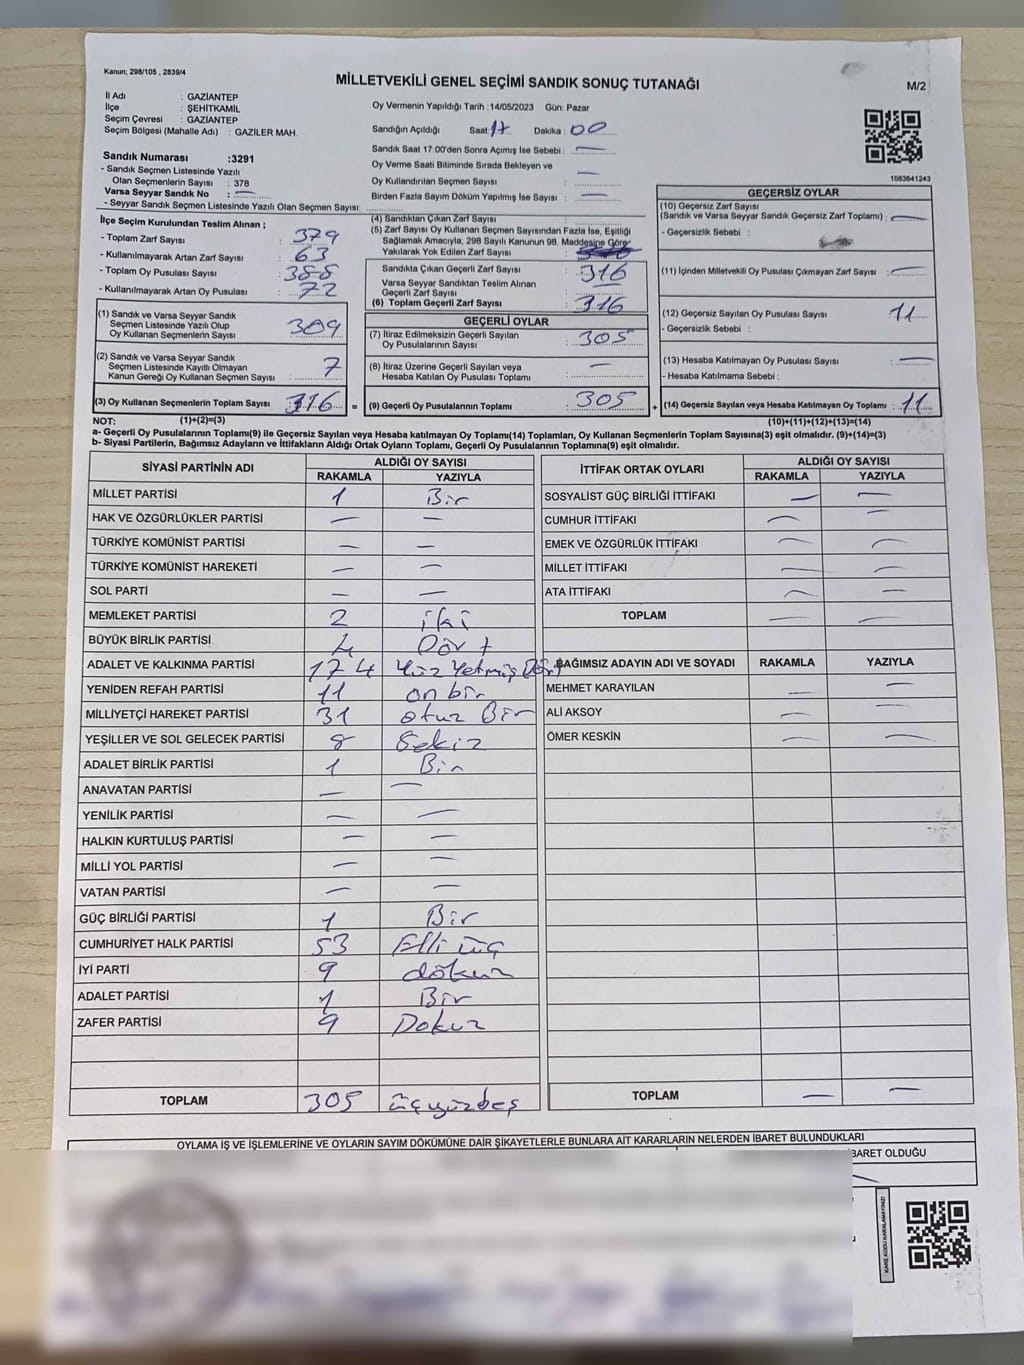 Kanun; 298/105 , 2839/4
MİLLETVEKİLİ GENEL SEÇİMİ SANDIK SONUÇ TUTANAĞI
M/2
İl Adı : GAZİANTEP
İlçe : ŞEHİTKAMİL
Seçim Çevresi : GAZİANTEP
Seçim Bölgesi (Mahalle Adı) : GAZİLER MAH.
Sandık Numarası :3291
- Sandık Seçmen Listesinde Yazılı
Olan Seçmenlerin Sayısı : 378
Varsa Seyyar Sandık No : —
- Seyyar Sandık Seçmen Listesinde Yazılı Olan Seçmen Sayısı:
Oy Vermenin Yapıldığı Tarih :14/05/2023 Gün: Pazar
Sandığın Açıldığı Saat: 17 Dakika : 00
Sandık Saat 17:00'den Sonra Açımış İse Sebebi : —
Oy Verme Saati Bitiminde Sırada Bekleyen ve
Oy Kullandırılan Seçmen Sayısı : —
Birden Fazla Sayım Döküm Yapılmış İse Sayısı : —
1083641243
İlçe Seçim Kurulundan Teslim Alınan ;
- Toplam Zarf Sayısı : 379
- Kullanılmayarak Artan Zarf Sayısı : 63
- Toplam Oy Pusulası Sayısı : 388
- Kullanılmayarak Artan Oy Pusulası : 72
(1) Sandık ve Varsa Seyyar Sandık
Seçmen Listesinde Yazılı Olup
Oy Kullanan Seçmenlerin Sayısı : 309
(2) Sandık ve Varsa Seyyar Sandık
Seçmen Listesinde Kayıtlı Olmayan
Kanun Gereği Oy Kullanan Seçmen Sayısı : 7
(3) Oy Kullanan Seçmenlerin Toplam Sayısı : 316 =
(4) Sandıktan Çıkan Zarf Sayısı :
(5) Zarf Sayısı Oy Kullanan Seçmen Sayısından Fazla İse, Eşitliği
Sağlamak Amacıyla, 298 Sayılı Kanunun 98. Maddesine Göre
Yakılarak Yok Edilen Zarf Sayısı :
Sandıkta Çıkan Geçerli Zarf Sayısı : 316
Varsa Seyyar Sandıktan Teslim Alınan
Geçerli Zarf Sayısı : —
(6) Toplam Geçerli Zarf Sayısı : 316
GEÇERLİ OYLAR
(7) İtiraz Edilmeksizin Geçerli Sayılan
Oy Pusulalarının Sayısı : 305
(8) İtiraz Üzerine Geçerli Sayılan veya
Hesaba Katılan Oy Pusulası Toplamı : —
(9) Geçerli Oy Pusulalarının Toplamı : 305 +
GEÇERSİZ OYLAR
(10) Geçersiz Zarf Sayısı
(Sandık ve Varsa Seyyar Sandık Geçersiz Zarf Toplamı) : —
- Geçersizlik Sebebi :
(11) İçinden Milletvekili Oy Pusulası Çıkmayan Zarf Sayısı : —
(12) Geçersiz Sayılan Oy Pusulası Sayısı : 11
- Geçersizlik Sebebi :
(13) Hesaba Katılmayan Oy Pusulası Sayısı : —
- Hesaba Katılmama Sebebi :
(14) Geçersiz Sayılan veya Hesaba Katılmayan Oy Toplamı : 11
NOT: (1)+(2)=(3) (10)+(11)+(12)+(13)=(14)
a- Geçerli Oy Pusulalarının Toplamı(9) ile Geçersiz Sayılan veya Hesaba katılmayan Oy Toplamı(14) Toplamları, Oy Kullanan Seçmenlerin Toplam Sayısına(3) eşit olmalıdır. (9)+(14)=(3)
b- Siyasi Partilerin, Bağımsız Adayların ve İttifakların Aldığı Ortak Oyların Toplamı, Geçerli Oy Pusulalarının Toplamına(9) eşit olmalıdır.
SİYASİ PARTİNİN ADI ALDIĞI OY SAYISI
RAKAMLA YAZIYLA
MİLLET PARTİSİ 1 Bir
HAK VE ÖZGÜRLÜKLER PARTİSİ — —
TÜRKİYE KOMÜNİST PARTİSİ — —
TÜRKİYE KOMÜNİST HAREKETİ — —
SOL PARTİ — —
MEMLEKET PARTİSİ 2 iki
BÜYÜK BİRLİK PARTİSİ 4 Dört
ADALET VE KALKINMA PARTİSİ 174 Yüz Yetmiş Dört
YENİDEN REFAH PARTİSİ 11 on bir
MİLLİYETÇİ HAREKET PARTİSİ 31 otuz Bir
YEŞİLLER VE SOL GELECEK PARTİSİ 8 Sekiz
ADALET BİRLİK PARTİSİ 1 Bir
ANAVATAN PARTİSİ — —
YENİLİK PARTİSİ — —
HALKIN KURTULUŞ PARTİSİ — —
MİLLİ YOL PARTİSİ — —
VATAN PARTİSİ — —
GÜÇ BİRLİĞİ PARTİSİ 1 Bir
CUMHURİYET HALK PARTİSİ 53 Elli üç
İYİ PARTİ 9 dokuz
ADALET PARTİSİ 1 Bir
ZAFER PARTİSİ 9 Dokuz
TOPLAM 305 üçyüzbeş
İTTİFAK ORTAK OYLARI ALDIĞI OY SAYISI
RAKAMLA YAZIYLA
SOSYALİST GÜÇ BİRLİĞİ İTTİFAKI — —
CUMHUR İTTİFAKI — —
EMEK VE ÖZGÜRLÜK İTTİFAKI — —
MİLLET İTTİFAKI — —
ATA İTTİFAKI — —
TOPLAM — —
BAĞIMSIZ ADAYIN ADI VE SOYADI RAKAMLA YAZIYLA
MEHMET KARAYILAN — —
ALİ AKSOY — —
ÖMER KESKİN — —
TOPLAM — —
OYLAMA İŞ VE İŞLEMLERİNE VE OYLARIN SAYIM DÖKÜMÜNE DAİR ŞİKAYETLERLE BUNLARA AİT KARARLARIN NELERDEN İBARET BULUNDUKLARI
BARET OLDUĞU